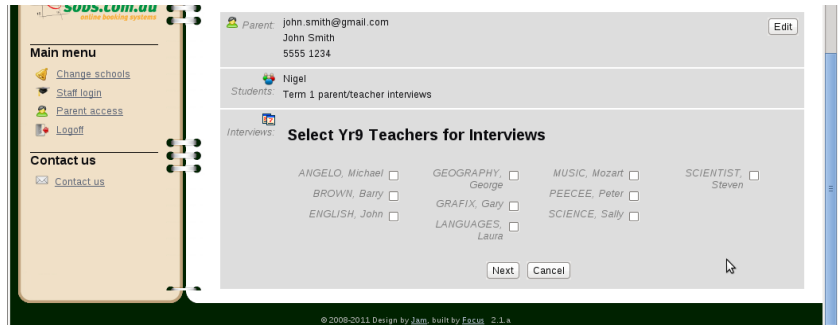 sobs.com.au
online booking systems
Main menu
Change schools
Staff login
Parent access
Logoff
Contact us
Contact us
Parent: john.smith@gmail.com Edit
John Smith
5555 1234
Students: Nigel
Term 1 parent/teacher interviews
Interviews: Select Yr9 Teachers for Interviews
ANGELO, Michael
BROWN, Barry
ENGLISH, John
GEOGRAPHY,
George
GRAFIX, Gary
LANGUAGES,
Laura
MUSIC, Mozart
PEECEE, Peter
SCIENCE, Sally
SCIENTIST,
Steven
Next Cancel
© 2008-2011 Design by Jam, built by Focus 2.1.a